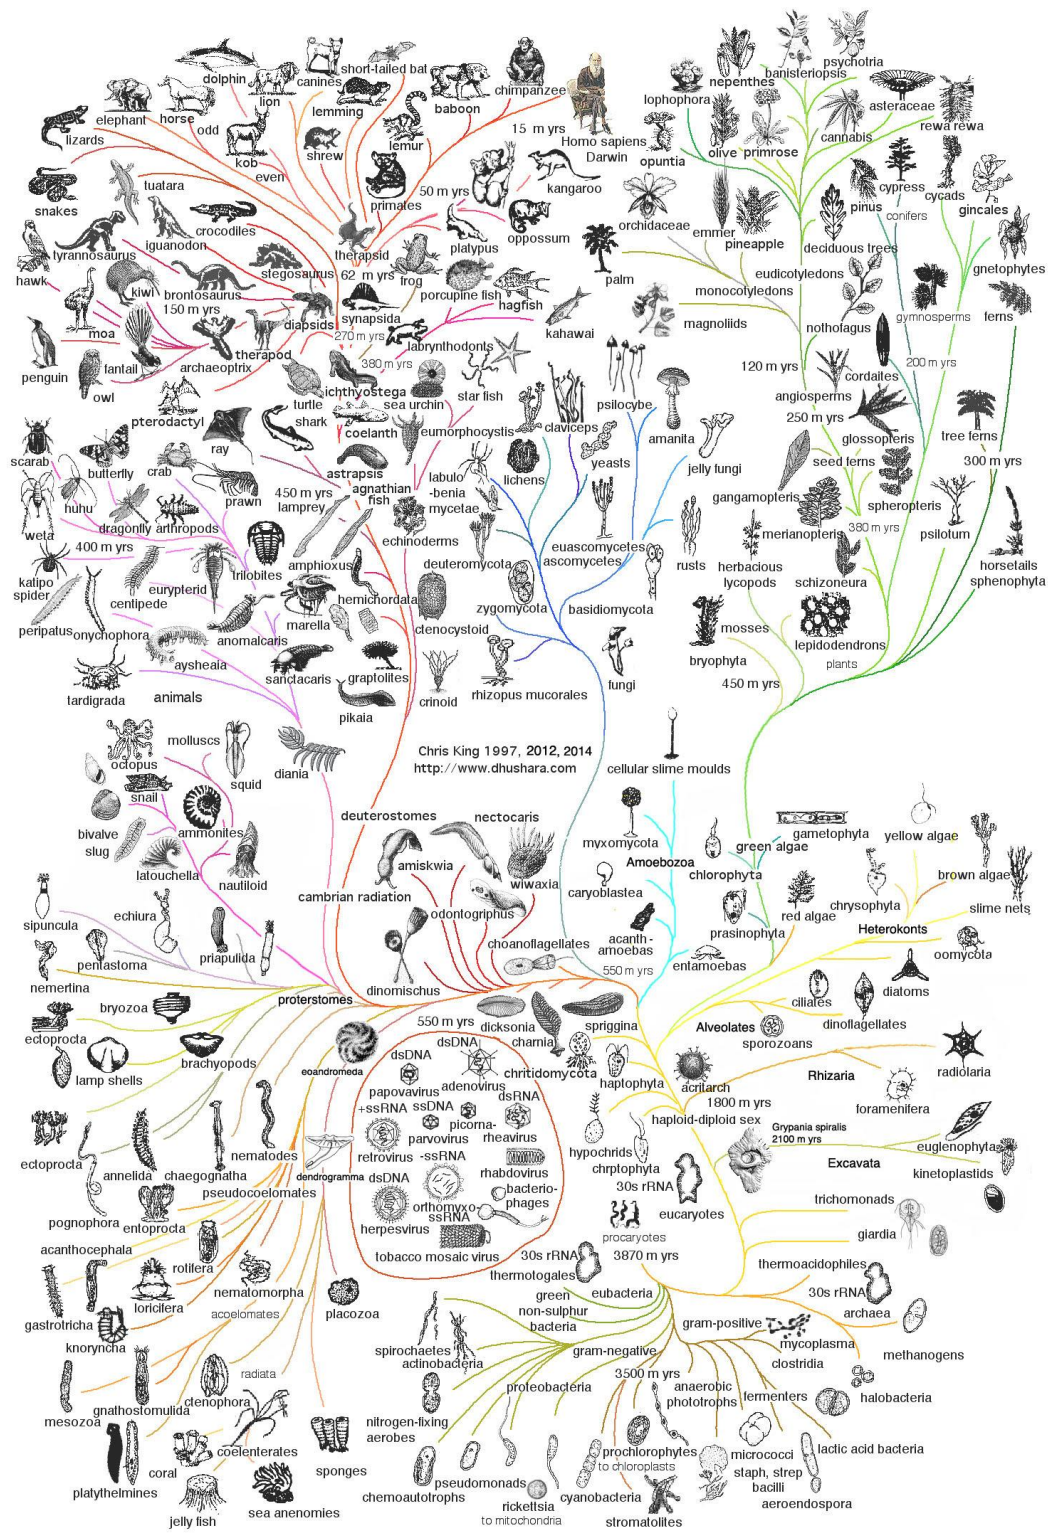 dolphin
lion
canines
short-tailed bat
lemming
baboon
chimpanzee
elephant
horse
odd
lizards
kob
even
shrew
lemur
15 m yrs
Homo sapiens
Darwin
nepenthes
banisteriopsis
psychotria
lophophora
asteraceae
cannabis
rewa rewa
opuntia
olive
primrose
snakes
tuatara
primates
50 m yrs
kangaroo
cypress
pinus
conifers
cycads
gincales
iguanodon
crocodiles
platypus
oppossum
orchidaceae
emmer
pineapple
deciduous trees
tyrannosaurus
stegosaurus
therapsid
62 m yrs
frog
palm
eudicotyledons
gnetophytes
hawk
kiwi
brontosaurus
150 m yrs
synapsida
porcupine fish
hagfish
monocotyledons
magnoliids
nothofagus
gymnosperms
ferns
moa
diapsids
270 m yrs
kahawai
penguin
fantail
owl
archaeoptrix
therapod
labrynthodonts
380 m yrs
120 m yrs
cordaites
200 m yrs
pterodactyl
turtle
ichthyostega
sea urchin
star fish
psilocybe
angiosperms
250 m yrs
scarab
butterfly
crab
ray
shark
coelanth
eumorphocystis
claviceps
yeasts
amanita
jelly fungi
glossopteris
seed ferns
tree ferns
300 m yrs
huhu
weta
dragonfly
arthropods
prawn
astrapsis
450 m yrs
agnathian
fish
lamprey
labulo
-benia
mycetae
lichens
gangamopteris
merianopteris
spheropteris
380 m yrs
psilotum
400 m yrs
trilobites
echinoderms
euascomycetes
ascomycetes
rusts
herbacious
lycopods
schizoneura
horsetails
sphenophyta
katipo
spider
centipede
eurypterid
amphioxus
hemichordata
deuteromycota
zygomycota
basidiomycota
peripatus
onychophora
anomalcaris
marella
ctenocystoid
mosses
bryophyta
lepidodendrons
plants
aysheaia
sanctacaris
graptolites
crinoid
rhizopus mucorales
fungi
450 m yrs
tardigrada
animals
pikaia
octopus
molluscs
squid
diania
Chris King 1997, 2012, 2014
http://www.dhushara.com
cellular slime moulds
snail
bivalve
slug
ammonites
latouchella
nautiloid
deuterostomes
nectocaris
amiskwia
wiwaxia
cambrian radiation
odontogriphus
myxomycota
Amoebozoa
caryoblastea
green algae
chlorophyta
gametophyta
yellow algae
brown algae
chrysophyta
slime nets
sipuncula
echiura
priapulida
choanoflagellates
acanth-
amoebas
entamoebas
prasinophyta
red algae
Heterokonts
oomycota
pentastoma
nemertina
proterstomes
dinomischus
550 m yrs
ciliates
diatoms
bryozoa
ectoprocta
lamp shells
brachyopods
eoandromeda
550 m yrs
dicksonia
charnia
spriggina
Alveolates
sporozoans
dinoflagellates
dsDNA
dsDNA
papovavirus
adenovirus
chritidomycota
haptophyta
acritarch
1800 m yrs
haploid-diploid sex
Rhizaria
radiolaria
foramenifera
+ssRNA
ssDNA
dsRNA
picorna-
parvovirus
rheavirus
retrovirus
-ssRNA
rhabdovirus
dsDNA
bacterio-
phages
orthomyxo-
ssRNA
herpesvirus
tobacco mosaic virus
ectoprocta
annelida
chaegognatha
nematodes
dendrogramma
hypochrids
chrptophyta
30s rRNA
eucaryotes
Grypania spiralis
2100 m yrs
Excavata
euglenophyta
kinetoplastids
pognophora
entoprocta
pseudocoelomates
procaryotes
3870 m yrs
trichomonads
giardia
acanthocephala
rotifera
gastrotricha
loricifera
nematomorpha
acoelomates
placozoa
30s rRNA
thermotogales
eubacteria
thermoacidophiles
30s rRNA
archaea
knoryncha
green
non-sulphur
bacteria
gram-positive
mycoplasma
clostridia
methanogens
spirochaetes
actinobacteria
gram-negative
mesozoa
gnathostomulida
ctenophora
radiata
proteobacteria
3500 m yrs
anaerobic
phototrophs
fermenters
halobacteria
nitrogen-fixing
aerobes
platythelmines
coral
coelenterates
sponges
prochlorophytes
to chloroplasts
micrococci
lactic acid bacteria
jelly fish
sea anenomies
pseudomonads
chemoautotrophs
rickettsia
to mitochondria
cyanobacteria
stromatolites
staph, strep
bacilli
aeroendospora